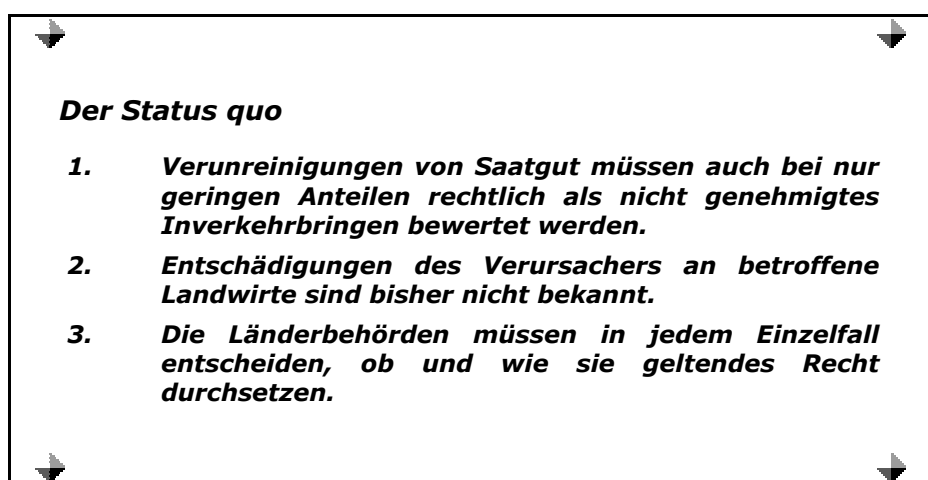 Der Status quo
1. Verunreinigungen von Saatgut müssen auch bei nur
geringen Anteilen rechtlich als nicht genehmigtes
Inverkehrbringen bewertet werden.
2. Entschädigungen des Verursachers an betroffene
Landwirte sind bisher nicht bekannt.
3. Die Länderbehörden müssen in jedem Einzelfall
entscheiden, ob und wie sie geltendes Recht
durchsetzen.